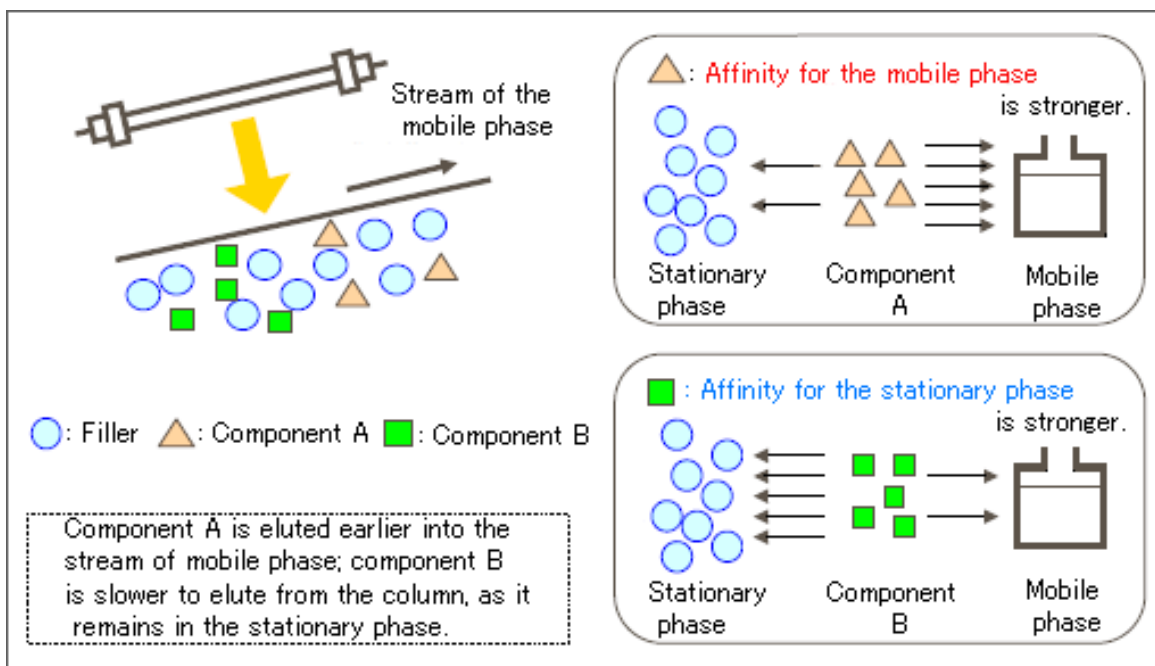 Stream of the
mobile phase
: Filler
: Component A
: Component B
Component A is eluted earlier into the
stream of mobile phase; component B
is slower to elute from the column, as it
remains in the stationary phase.
: Affinity for the mobile phase
is stronger.
Stationary
phase
Component
A
Mobile
phase
: Affinity for the stationary phase
is stronger.
Stationary
phase
Component
B
Mobile
phase